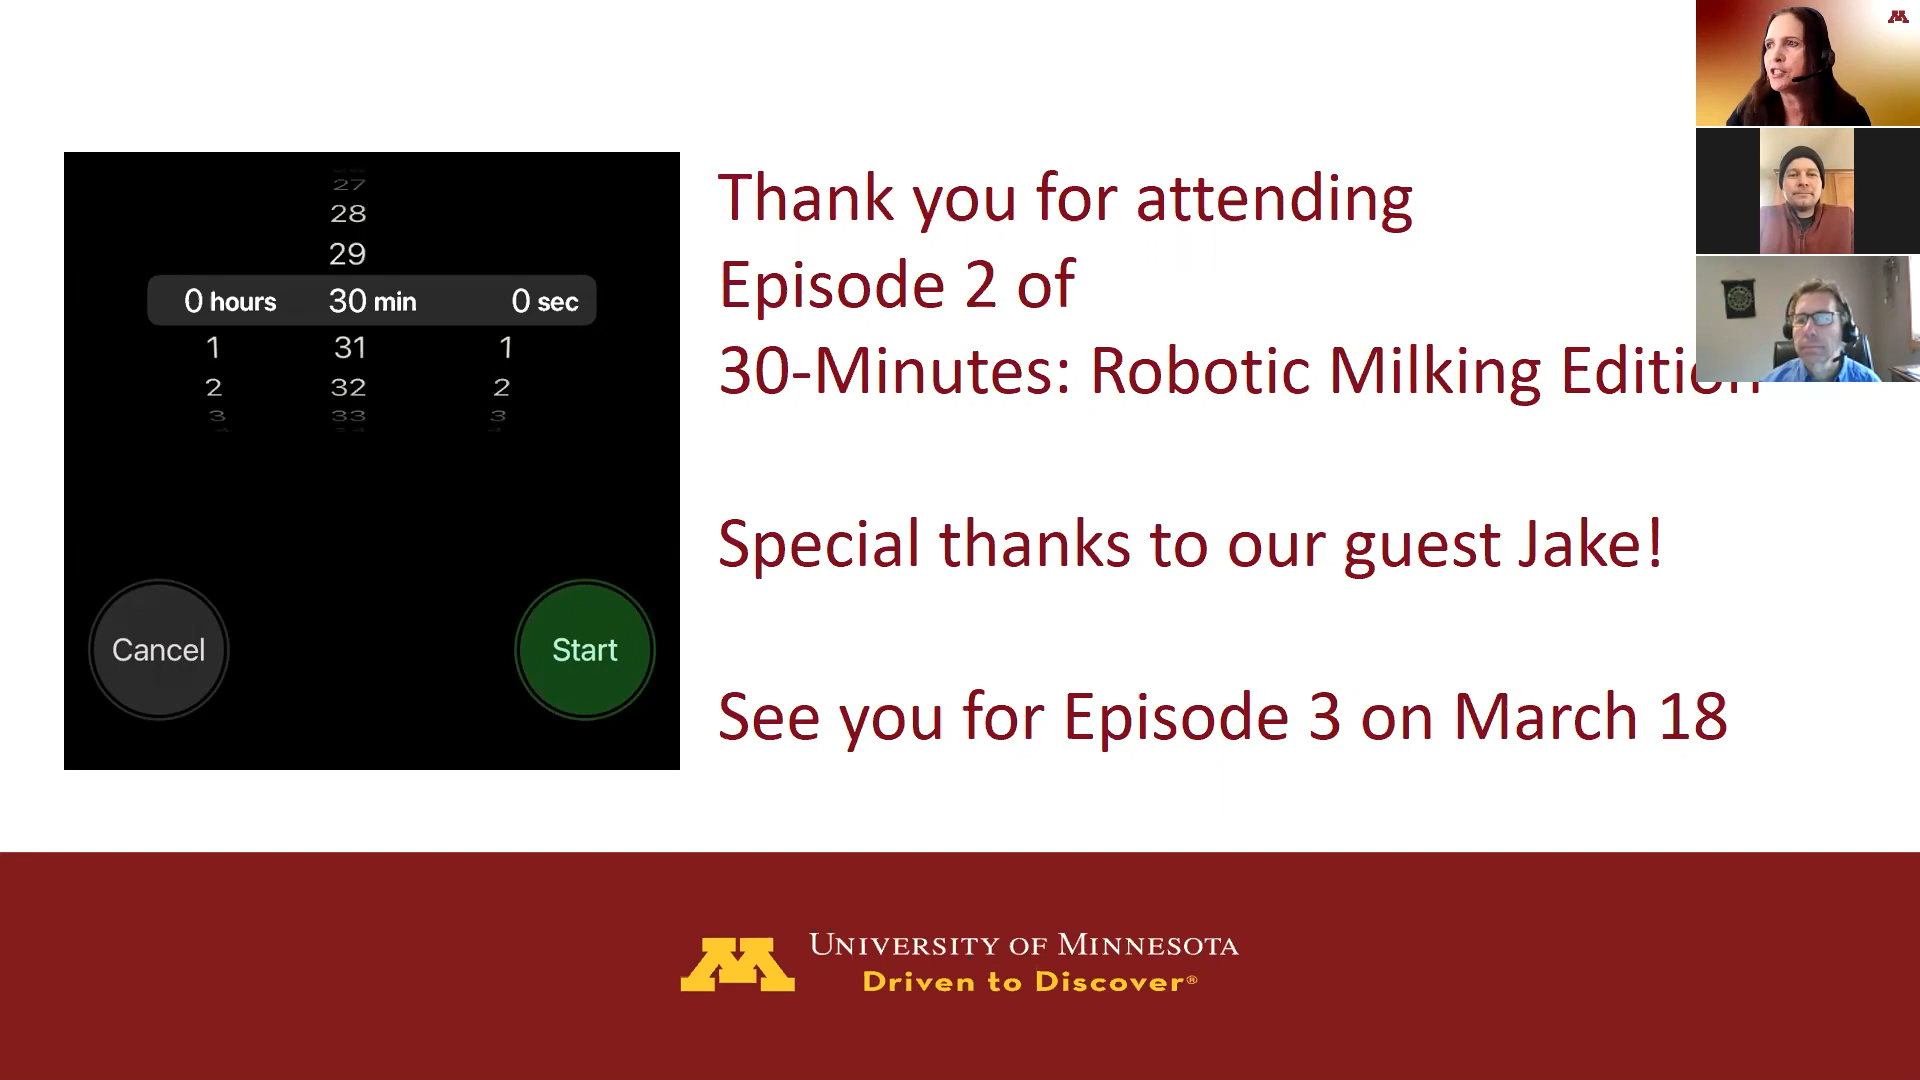 27
28
29
0 hours 30 min 0 sec
1 31 1
2 32 2
3 33 3
Cancel Start
Thank you for attending
Episode 2 of
30-Minutes: Robotic Milking Edition
Special thanks to our guest Jake!
See you for Episode 3 on March 18
M
M UNIVERSITY OF MINNESOTA
Driven to Discover®